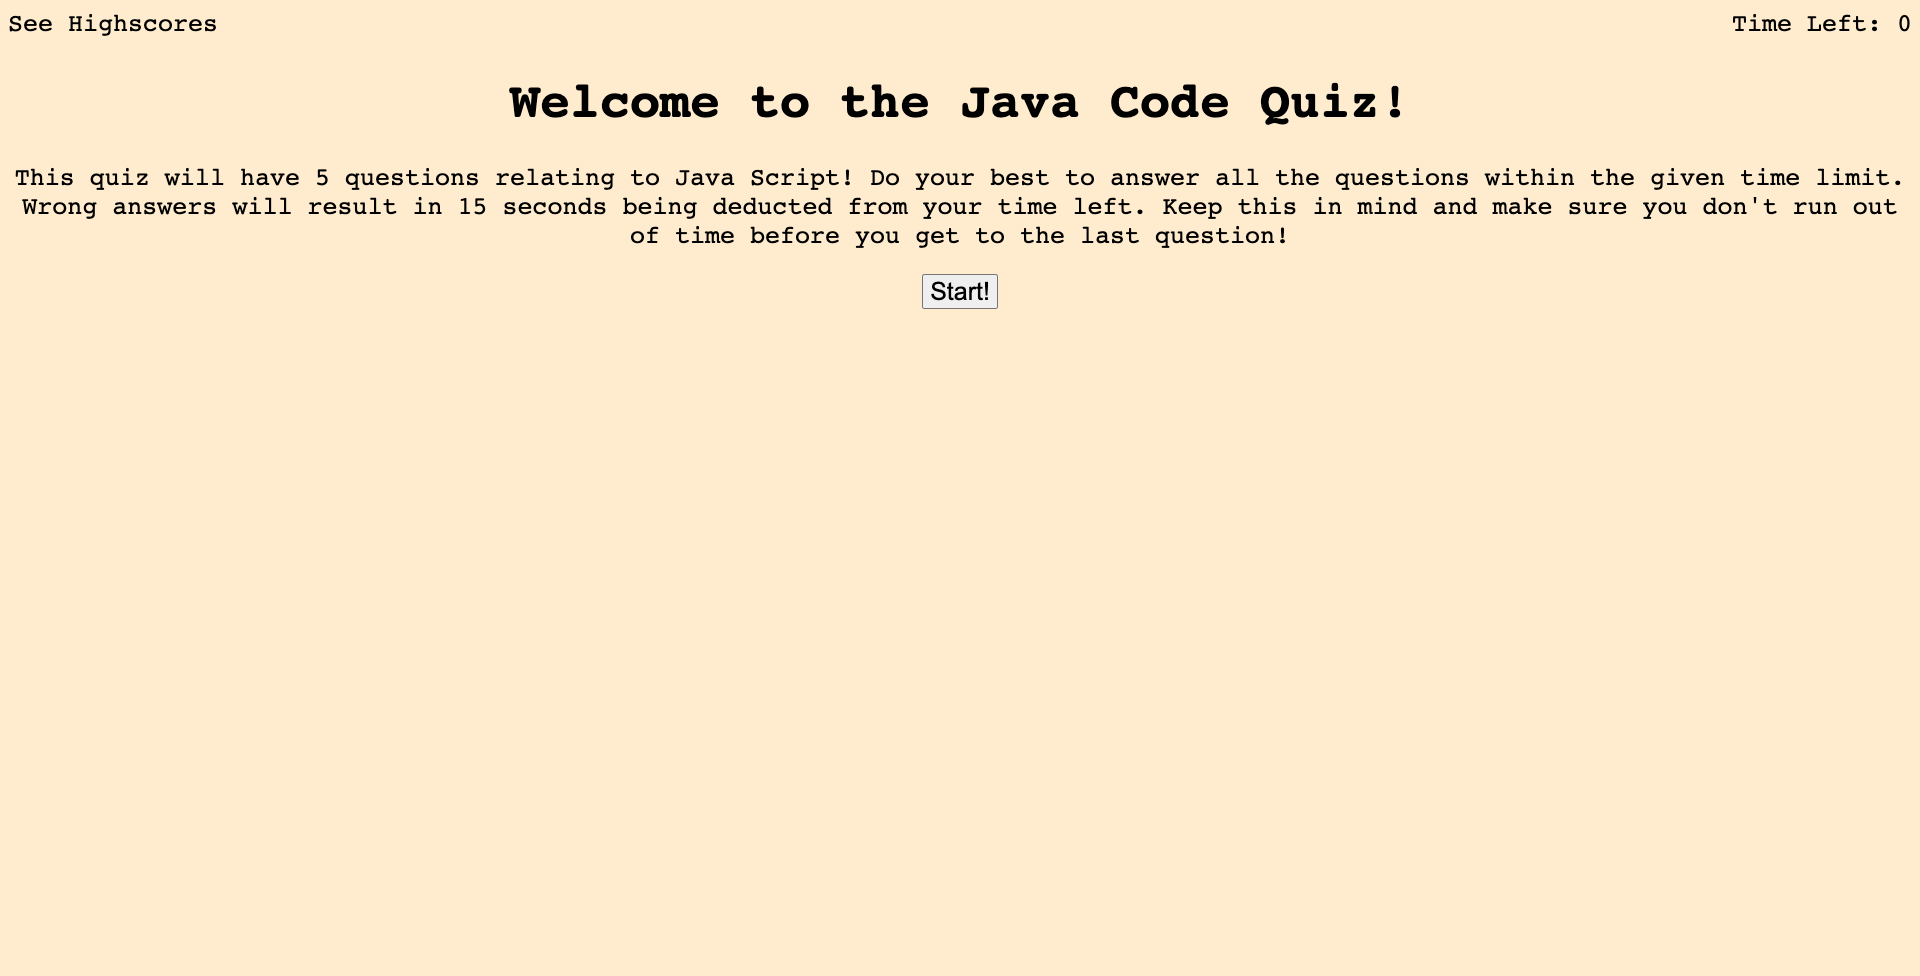 See Highscores
Time Left: 0
Welcome to the Java Code Quiz!
This quiz will have 5 questions relating to Java Script! Do your best to answer all the questions within the given time limit.
Wrong answers will result in 15 seconds being deducted from your time left. Keep this in mind and make sure you don't run out
of time before you get to the last question!
Start!